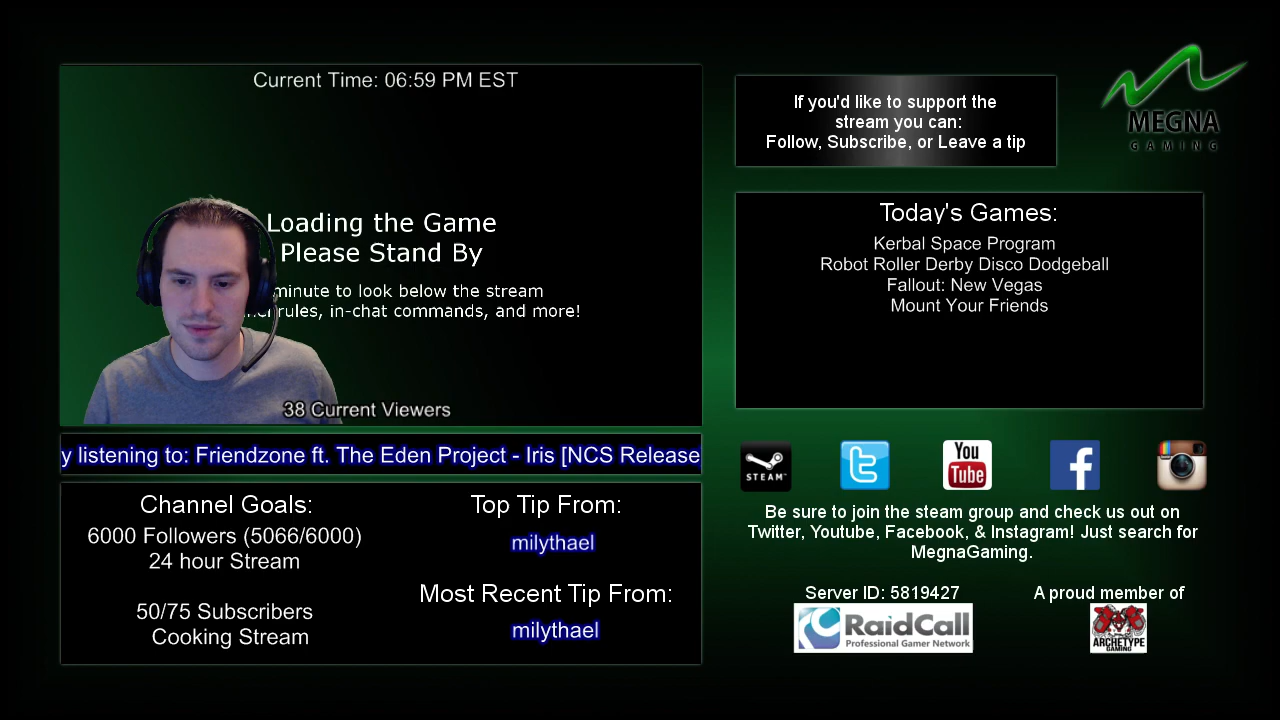 Current Time: 06:59 PM EST
Loading the Game
Please Stand By
minute to look below the stream
rules, in-chat commands, and more!
38 Current Viewers
y listening to: Friendzone ft. The Eden Project - Iris [NCS Release
Channel Goals:
6000 Followers (5066/6000)
24 hour Stream
50/75 Subscribers
Cooking Stream
Top Tip From:
milythael
Most Recent Tip From:
milythael
If you'd like to support the
stream you can:
Follow, Subscribe, or Leave a tip
MEGNA
GAMING
Today's Games:
Kerbal Space Program
Robot Roller Derby Disco Dodgeball
Fallout: New Vegas
Mount Your Friends
STEAM™
You
Tube
Be sure to join the steam group and check us out on
Twitter, Youtube, Facebook, & Instagram! Just search for
MegnaGaming.
Server ID: 5819427
RaidCall
Professional Gamer Network
A proud member of
ARCHETYPE
GAMING